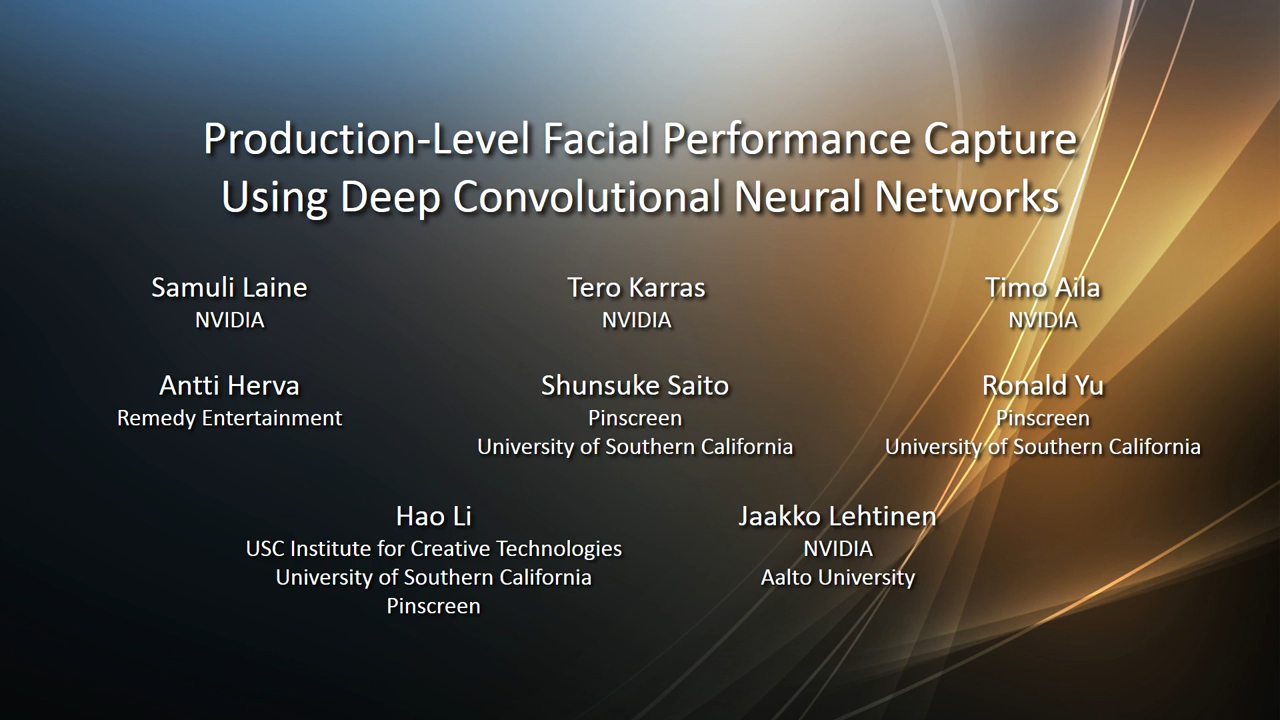 Production-Level Facial Performance Capture
Using Deep Convolutional Neural Networks
Samuli Laine
NVIDIA
Tero Karras
NVIDIA
Timo Aila
NVIDIA
Antti Herva
Remedy Entertainment
Shunsuke Saito
Pinscreen
University of Southern California
Ronald Yu
Pinscreen
University of Southern California
Hao Li
USC Institute for Creative Technologies
University of Southern California
Pinscreen
Jaakko Lehtinen
NVIDIA
Aalto University